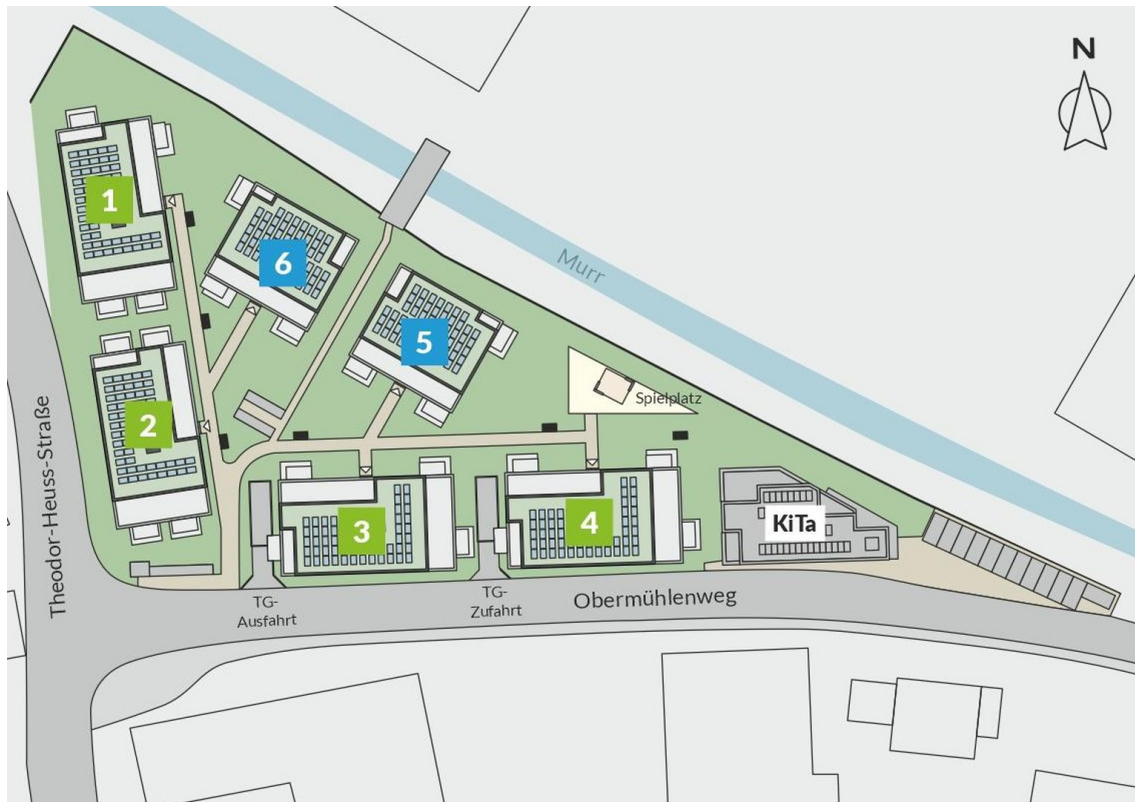 N
1
6
Murr
5
Spielplatz
2
Theodor-Heuss-Straße
3
4
KiTa
TG-
Ausfahrt
TG-
Zufahrt
Obermühlenweg